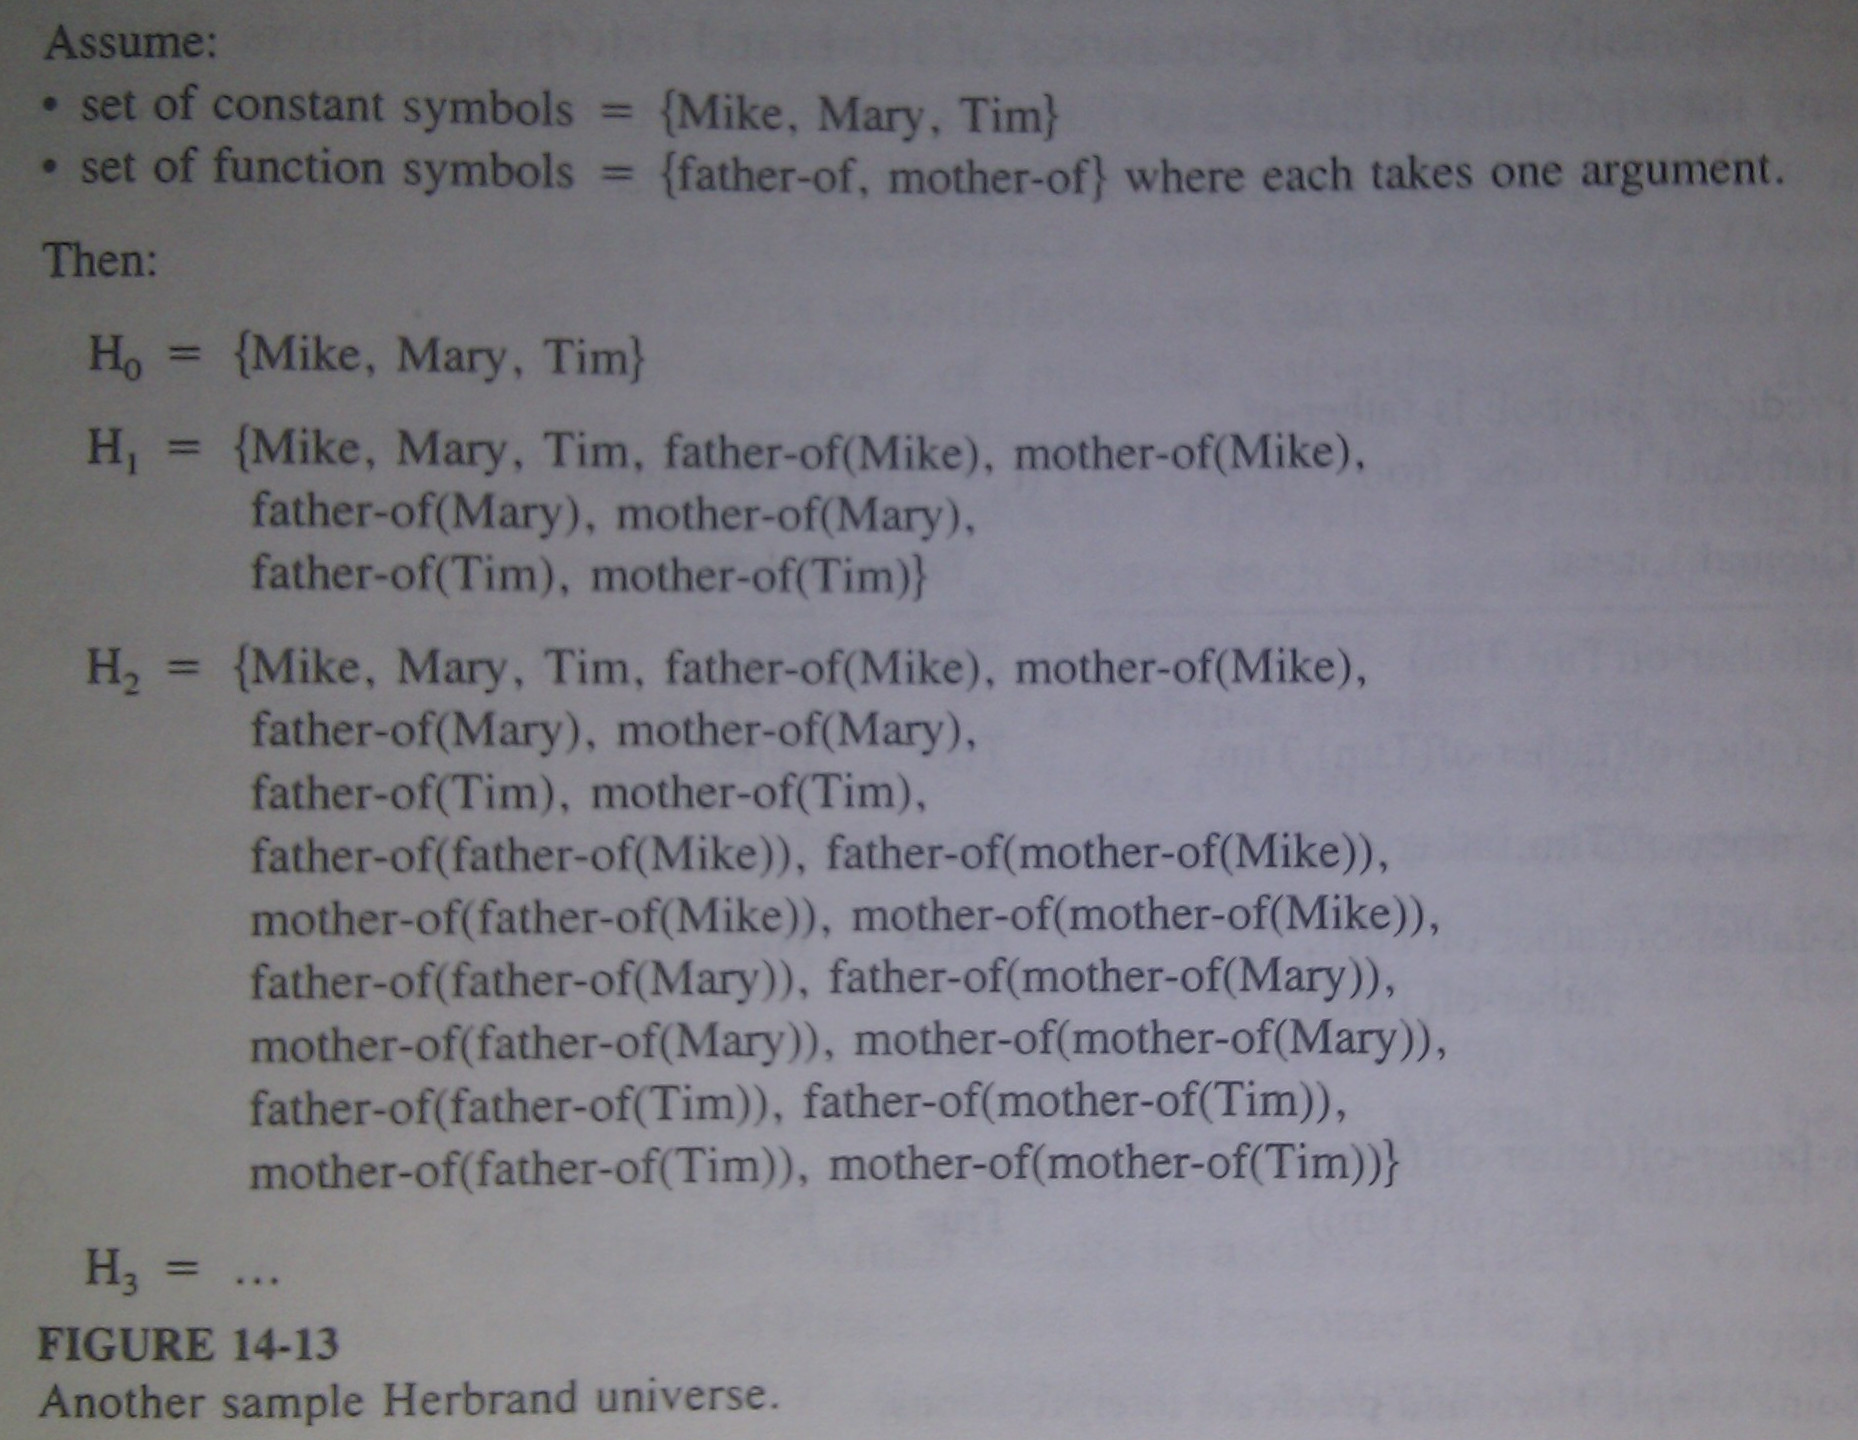 Assume:
• set of constant symbols = {Mike, Mary, Tim}
• set of function symbols = {father-of, mother-of} where each takes one argument.
Then:
H₀ = {Mike, Mary, Tim}
H₁ = {Mike, Mary, Tim, father-of(Mike), mother-of(Mike),
father-of(Mary), mother-of(Mary),
father-of(Tim), mother-of(Tim)}
H₂ = {Mike, Mary, Tim, father-of(Mike), mother-of(Mike),
father-of(Mary), mother-of(Mary),
father-of(Tim), mother-of(Tim),
father-of(father-of(Mike)), father-of(mother-of(Mike)),
mother-of(father-of(Mike)), mother-of(mother-of(Mike)),
father-of(father-of(Mary)), father-of(mother-of(Mary)),
mother-of(father-of(Mary)), mother-of(mother-of(Mary)),
father-of(father-of(Tim)), father-of(mother-of(Tim)),
mother-of(father-of(Tim)), mother-of(mother-of(Tim))}
H₃ = ...
FIGURE 14-13
Another sample Herbrand universe.